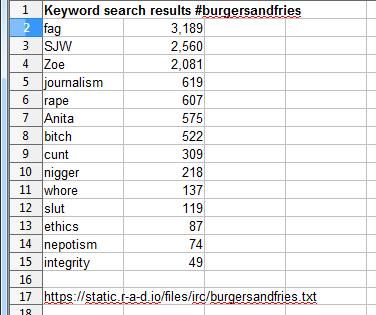 1 Keyword search results #burgersandfries
2 fag 3,189
3 SJW 2,560
4 Zoe 2,081
5 journalism 619
6 rape 607
7 Anita 575
8 bitch 522
9 cunt 309
10 nigger 218
11 whore 137
12 slut 119
13 ethics 87
14 nepotism 74
15 integrity 49
16
17 https://static.r-a-d.io/files/irc/burgersandfries.txt
18